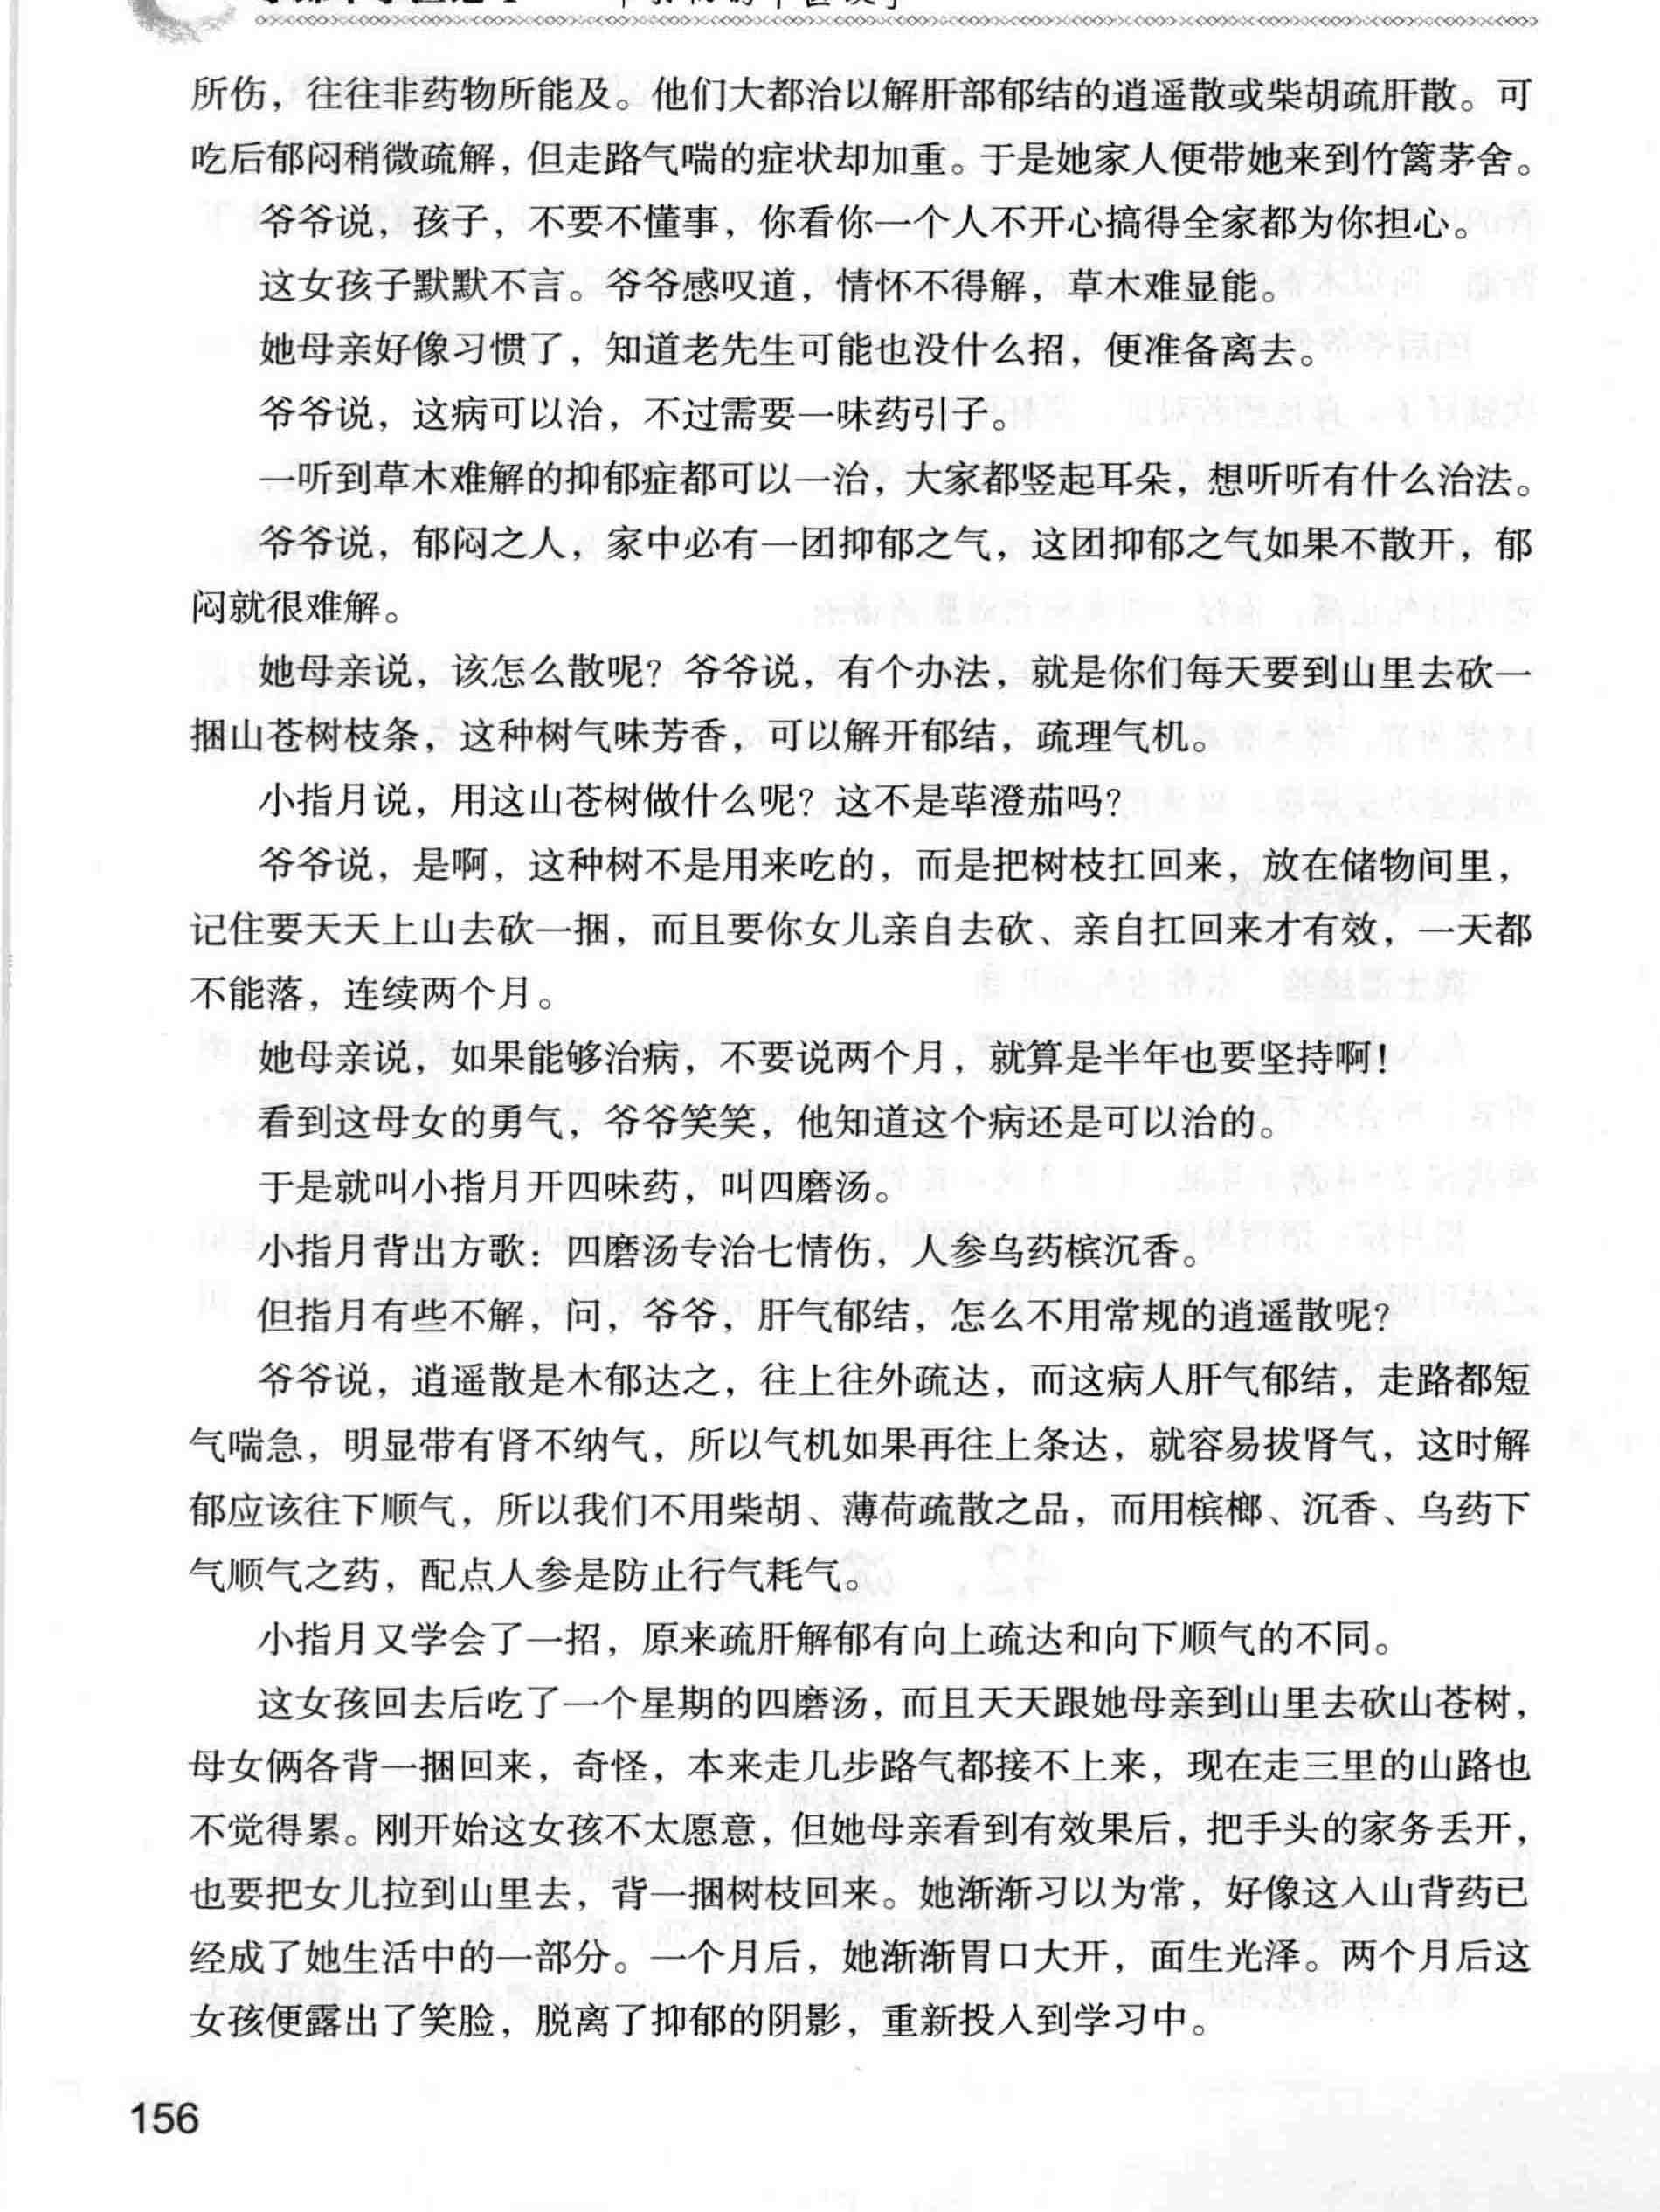 所伤，往往非药物所能及。他们大都治以解肝部郁结的逍遥散或柴胡疏肝散。可
吃后郁闷稍微疏解，但走路气喘的症状却加重。于是她家人便带她来到竹篱茅舍。
爷爷说，孩子，不要不懂事，你看你一个人不开心搞得全家都为你担心。
这女孩子默默不言。爷爷感叹道，情怀不得解，草木难显能。
她母亲好像习惯了，知道老先生可能也没什么招，便准备离去。
爷爷说，这病可以治，不过需要一味药引子。
一听到草木难解的抑郁症都可以一治，大家都竖起耳朵，想听听有什么治法。
爷爷说，郁闷之人，家中必有一团抑郁之气，这团抑郁之气如果不散开，郁
闷就很难解。
她母亲说，该怎么散呢？爷爷说，有个办法，就是你们每天要到山里去砍一
捆山苍树枝条，这种树气味芳香，可以解开郁结，疏理气机。
小指月说，用这山苍树做什么呢？这不是荜澄茄吗？
爷爷说，是啊，这种树不是用来吃的，而是把树枝扛回来，放在储物间里，
记住要天天上山去砍一捆，而且要你女儿亲自去砍、亲自扛回来才有效，一天都
不能落，连续两个月。
她母亲说，如果能够治病，不要说两个月，就算是半年也要坚持啊！
看到这母女的勇气，爷爷笑笑，他知道这个病还是可以治的。
于是就叫小指月开四味药，叫四磨汤。
小指月背出方歌：四磨汤专治七情伤，人参乌药槟沉香。
但指月有些不解，问，爷爷，肝气郁结，怎么不用常规的逍遥散呢？
爷爷说，逍遥散是木郁达之，往上往外疏达，而这病人肝气郁结，走路都短
气喘急，明显带有肾不纳气，所以气机如果再往上条达，就容易拔肾气，这时解
郁应该往下顺气，所以我们不用柴胡、薄荷疏散之品，而用槟榔、沉香、乌药下
气顺气之药，配点人参是防止行气耗气。
小指月又学会了一招，原来疏肝解郁有向上疏达和向下顺气的不同。
这女孩回去后吃了一个星期的四磨汤，而且天天跟她母亲到山里去砍山苍树，
母女俩各背一捆回来，奇怪，本来走几步路气都接不上来，现在走三里的山路也
不觉得累。刚开始这女孩不太愿意，但她母亲看到有效果后，把手头的家务丢开，
也要把女儿拉到山里去，背一捆树枝回来。她渐渐习以为常，好像这入山背药已
经成了她生活中的一部分。一个月后，她渐渐胃口大开，面生光泽。两个月后这
女孩便露出了笑脸，脱离了抑郁的阴影，重新投入到学习中。
156